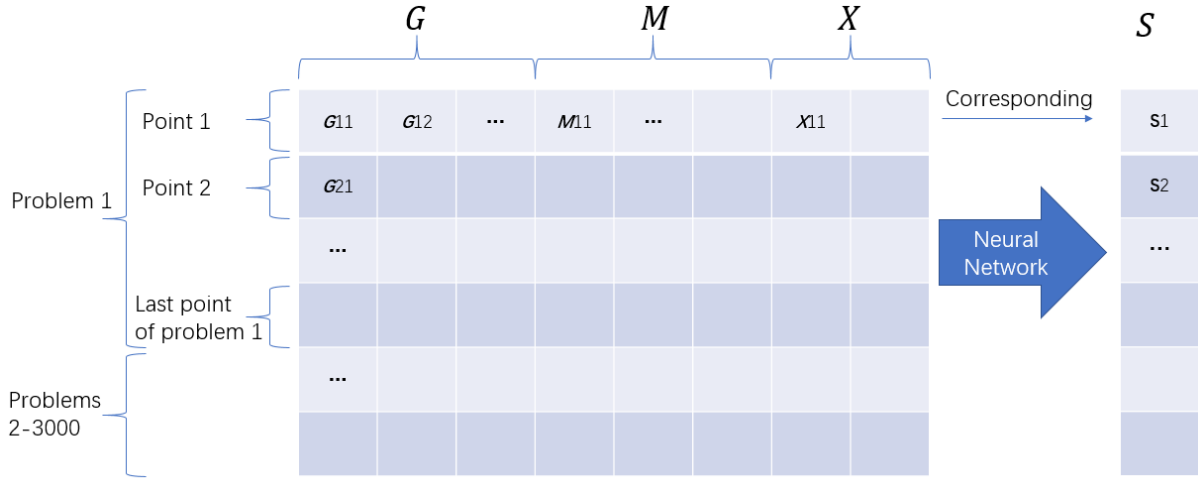 G M X S
Corresponding
Point 1 G11 G12 ... M11 ... X11 S1
Point 2 G21 S2
Problem 1
... ...
Neural
Network
Last point
of problem 1
...
Problems
2-3000